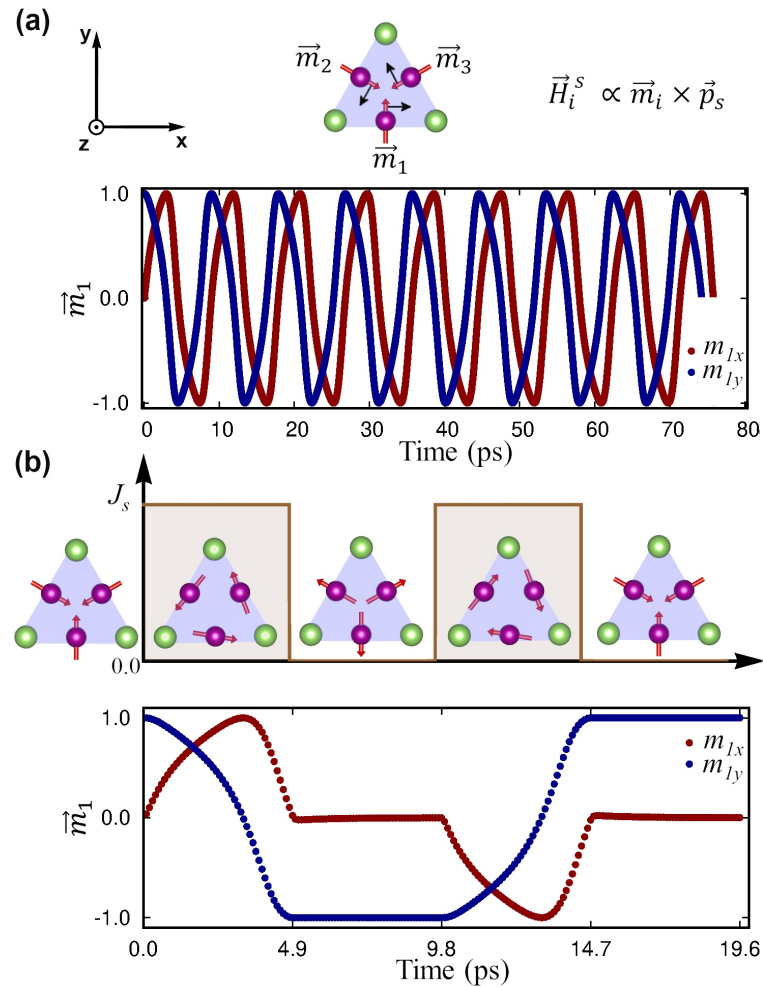 (a)
y
z
x
m⃗₂
m⃗₃
m⃗₁
H⃗ᵢˢ ∝ m⃗ᵢ × p⃗ₛ
1.0
0.0
-1.0
m⃗₁
m₁ₓ
m₁y
0 10 20 30 40 50 60 70 80
Time (ps)
(b)
Jₛ
0.0
1.0
0.0
-1.0
m⃗₁
m₁ₓ
m₁y
0.0 4.9 9.8 14.7 19.6
Time (ps)